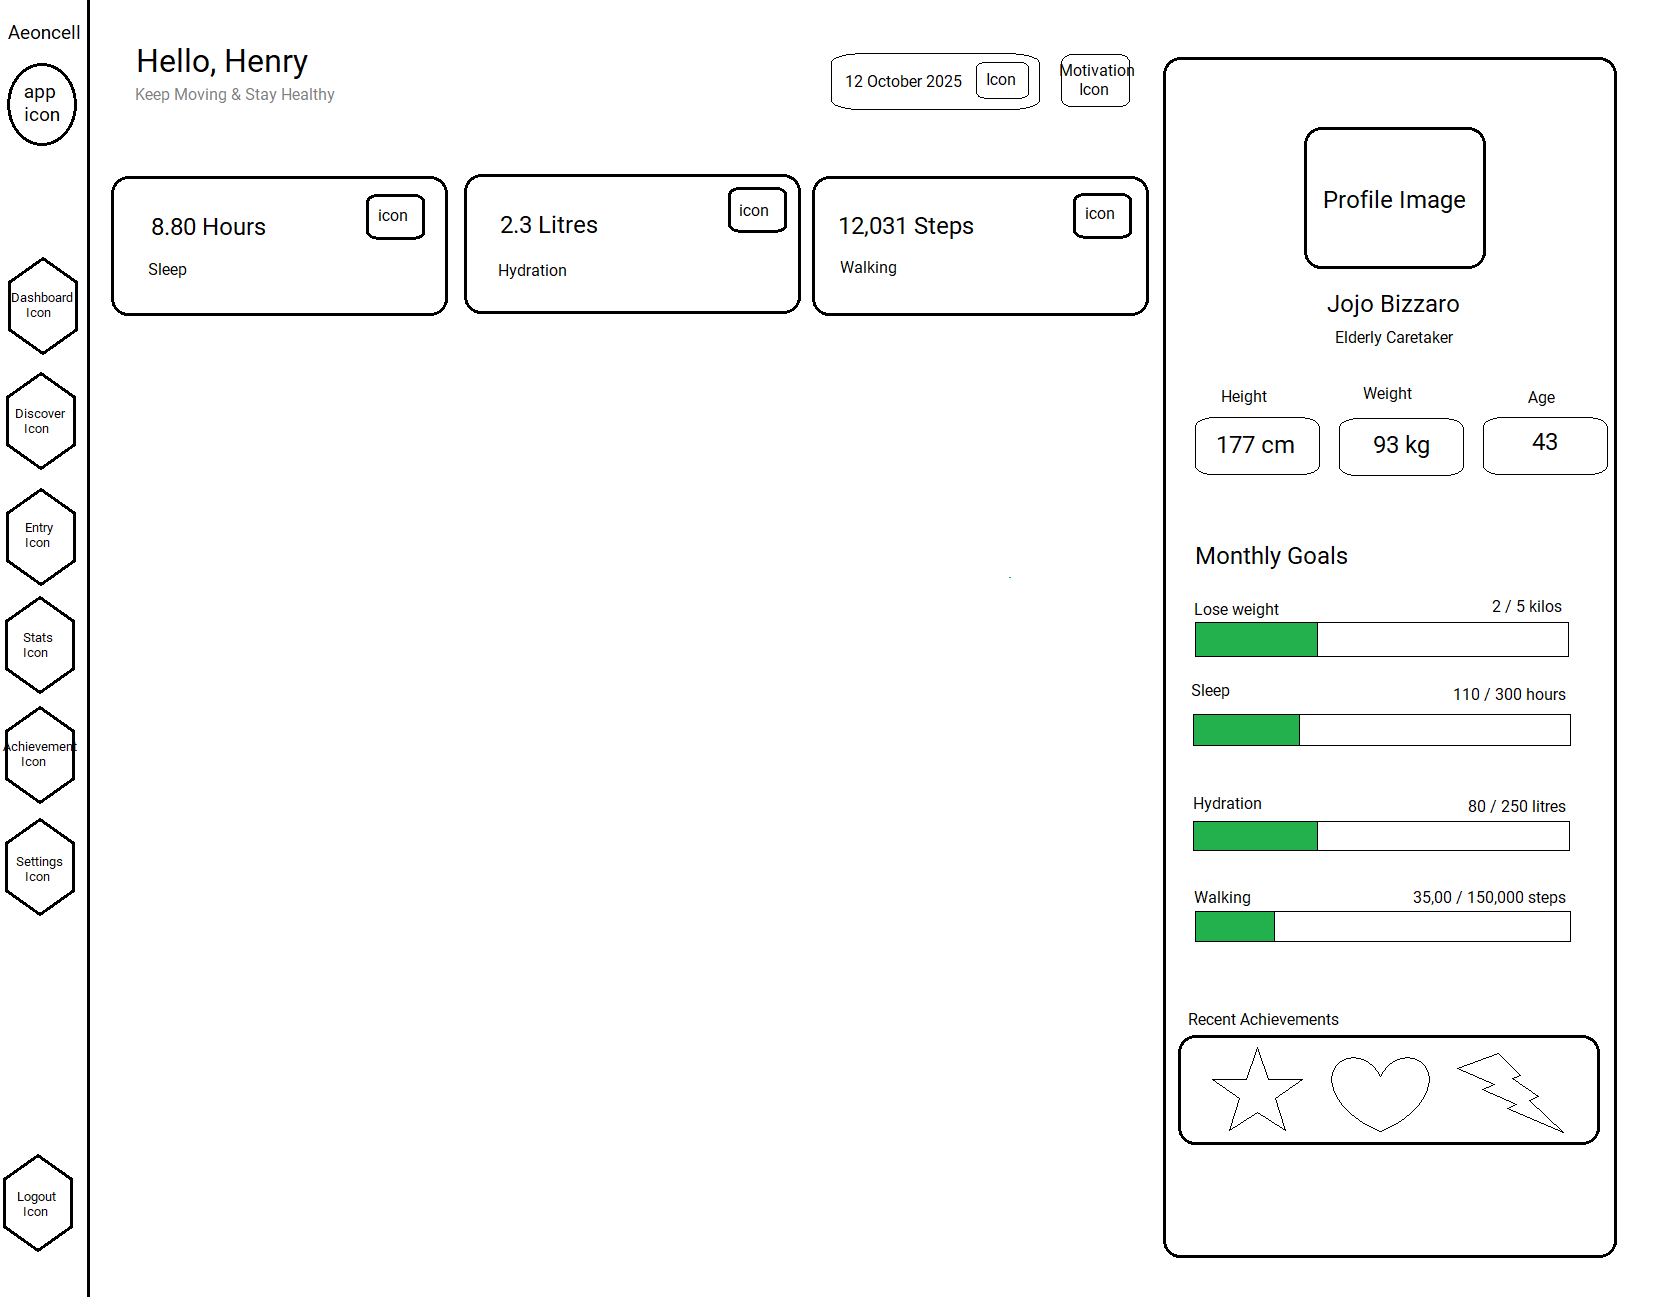 Aeoncell
app
icon
Dashboard
Icon
Discover
Icon
Entry
Icon
Stats
Icon
Achievement
Icon
Settings
Icon
Logout
Icon
Hello, Henry
Keep Moving & Stay Healthy
12 October 2025
Icon
Motivation
Icon
8.80 Hours
icon
Sleep
2.3 Litres
icon
Hydration
12,031 Steps
icon
Walking
Profile Image
Jojo Bizzaro
Elderly Caretaker
Height
Weight
Age
177 cm
93 kg
43
Monthly Goals
Lose weight
2 / 5 kilos
Sleep
110 / 300 hours
Hydration
80 / 250 litres
Walking
35,00 / 150,000 steps
Recent Achievements